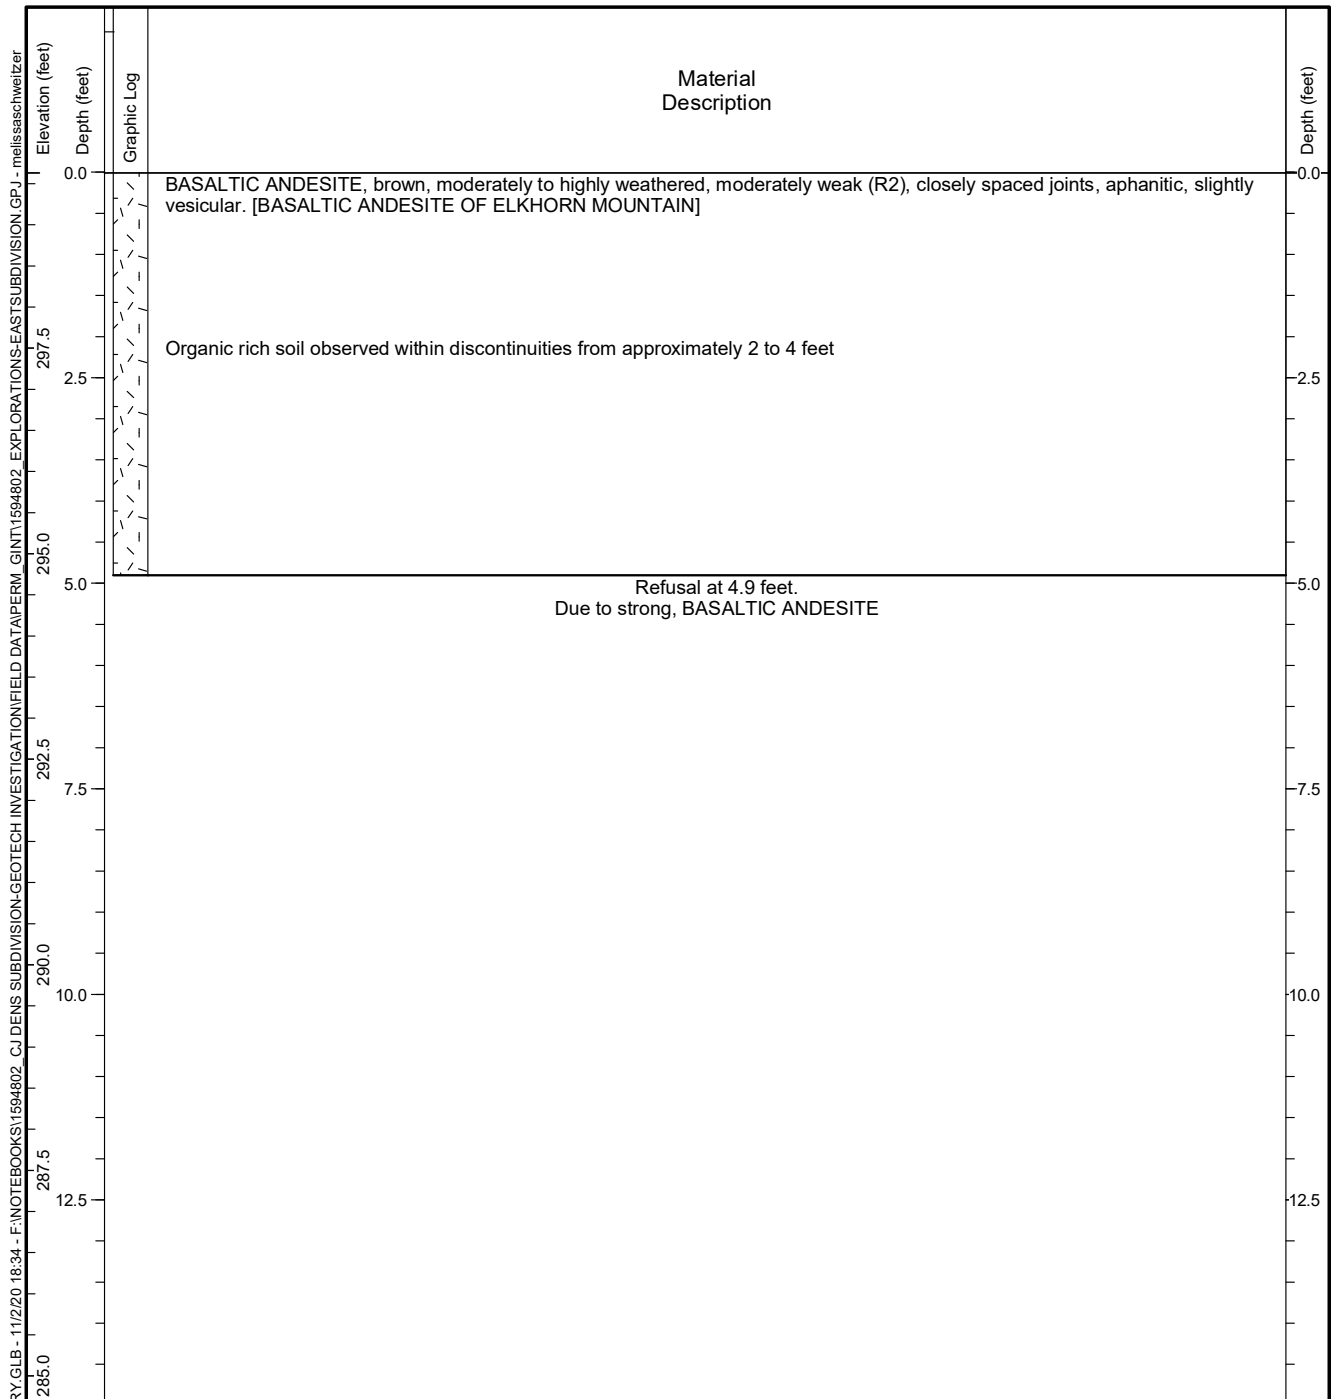 RY.GLB - 11/2/20 18:34 - F:\NOTEBOOKS\1594802_CJ DENS SUBDIVISION-GEOTECH INVESTIGATION\FIELD DATA\PERM_GINT\1594802_EXPLORATIONS-EASTSUBDIVISION.GPJ - melissaschweitzer
Elevation (feet)
Depth (feet)
Graphic Log
Material
Description
Depth (feet)
0.0
0.0
BASALTIC ANDESITE, brown, moderately to highly weathered, moderately weak (R2), closely spaced joints, aphanitic, slightly
vesicular. [BASALTIC ANDESITE OF ELKHORN MOUNTAIN]
297.5
Organic rich soil observed within discontinuities from approximately 2 to 4 feet
2.5
2.5
295.0
5.0
5.0
Refusal at 4.9 feet.
Due to strong, BASALTIC ANDESITE
292.5
7.5
7.5
290.0
10.0
10.0
287.5
12.5
12.5
285.0